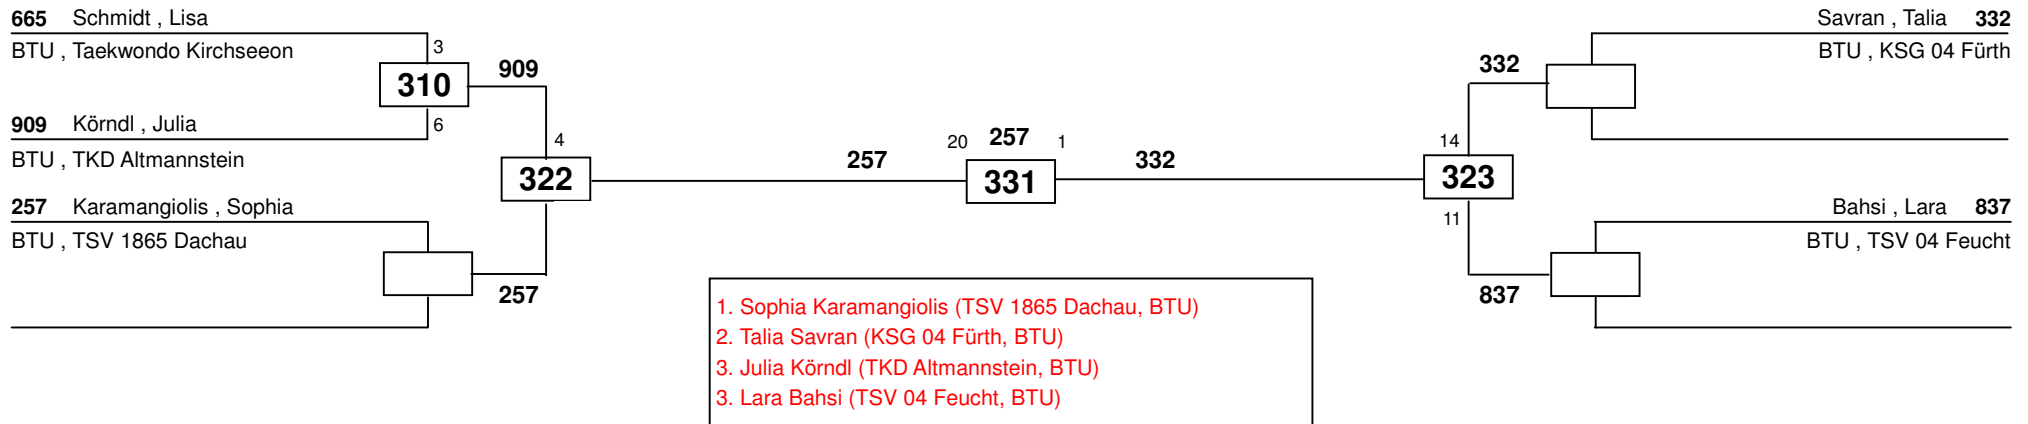 665 Schmidt , Lisa
BTU , Taekwondo Kirchseeon
3
310
909
6
909 Körndl , Julia
BTU , TKD Altmannstein
4
322
257
257 Karamangiolis , Sophia
BTU , TSV 1865 Dachau
257
20 257 1
331
332
Savran , Talia 332
BTU , KSG 04 Fürth
332
14
323
11
Bahsi , Lara 837
BTU , TSV 04 Feucht
837
1. Sophia Karamangiolis (TSV 1865 Dachau, BTU)
2. Talia Savran (KSG 04 Fürth, BTU)
3. Julia Körndl (TKD Altmannstein, BTU)
3. Lara Bahsi (TSV 04 Feucht, BTU)